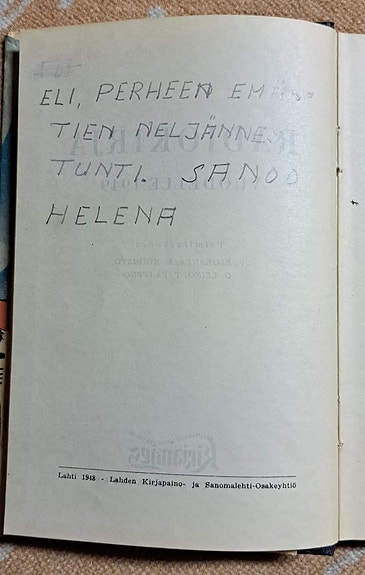 ELI, PERHEEN EMÄN-
TIEN NELJÄNNES
TUNTI. SANOO
HELENA
Lahti 1948 - Lahden Kirjapaino- ja Sanomalehti-Osakeyhtiö